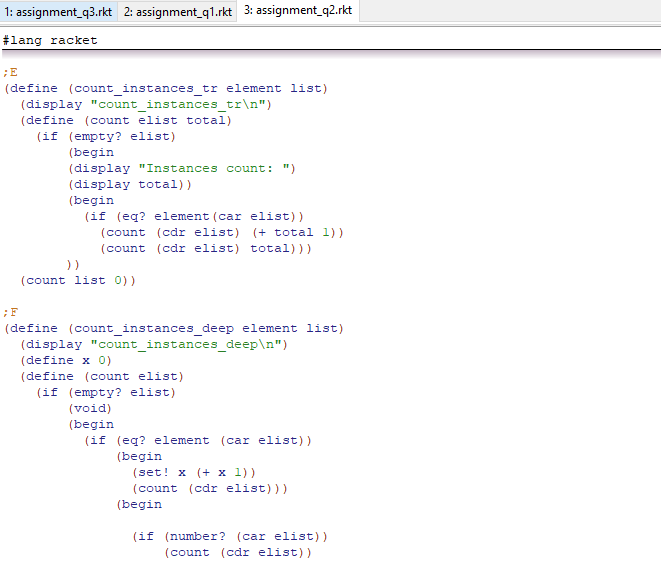 1: assignment_q3.rkt 2: assignment_q1.rkt 3: assignment_q2.rkt
#lang racket
;E
(define (count_instances_tr element list)
  (display "count_instances_tr\n")
  (define (count elist total)
    (if (empty? elist)
        (begin
        (display "Instances count: ")
        (display total))
        (begin
          (if (eq? element(car elist))
            (count (cdr elist) (+ total 1))
            (count (cdr elist) total)))
        ))
  (count list 0))
;F
(define (count_instances_deep element list)
  (display "count_instances_deep\n")
  (define x 0)
  (define (count elist)
    (if (empty? elist)
        (void)
        (begin
          (if (eq? element (car elist))
              (begin
                (set! x (+ x 1))
                (count (cdr elist)))
              (begin
                (if (number? (car elist))
                    (count (cdr elist))